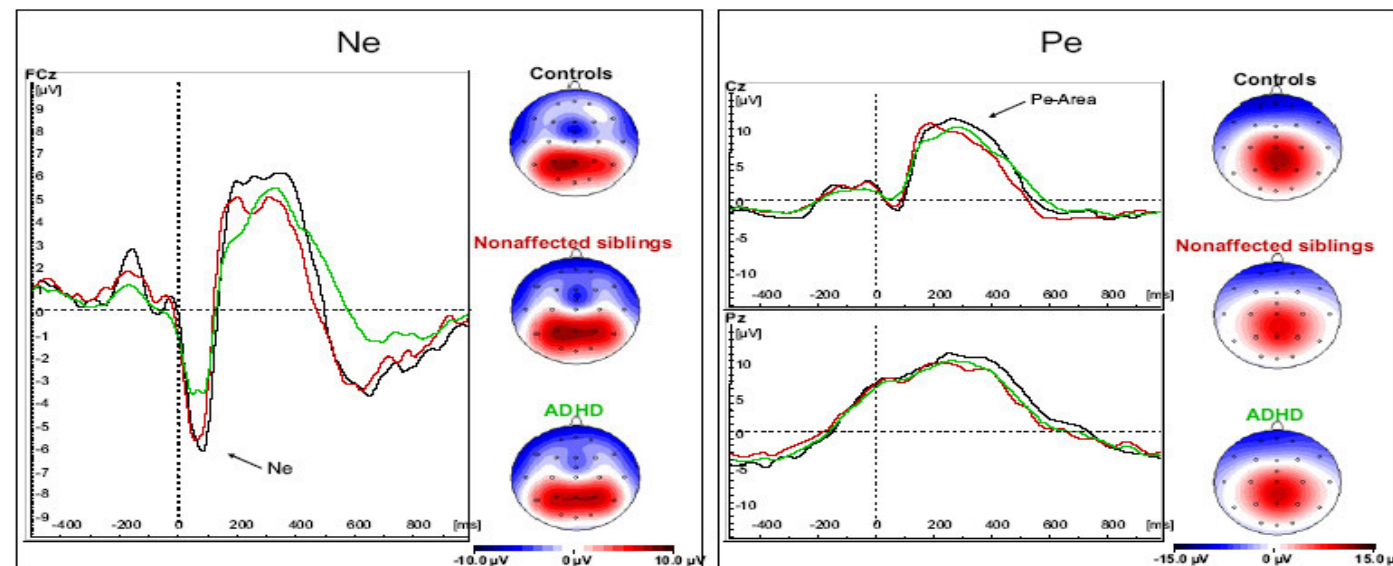 Ne
FCz
[µV]
9
8
7
6
5
4
3
2
1
0
-1
-2
-3
-4
-5
-6
-7
-8
-9
-400 -200 0 200 400 600 800 [ms]
Ne
Controls
Nonaffected siblings
ADHD
-10.0 µV 0 µV 10.0 µV
Pe
Cz
[µV]
10
5
0
-5
-10
-400 -200 0 200 400 600 800 [ms]
Pe-Area
Pz
[µV]
10
5
0
-5
-10
-400 -200 0 200 400 600 800 [ms]
Controls
Nonaffected siblings
ADHD
-15.0 µV 0 µV 15.0 µ